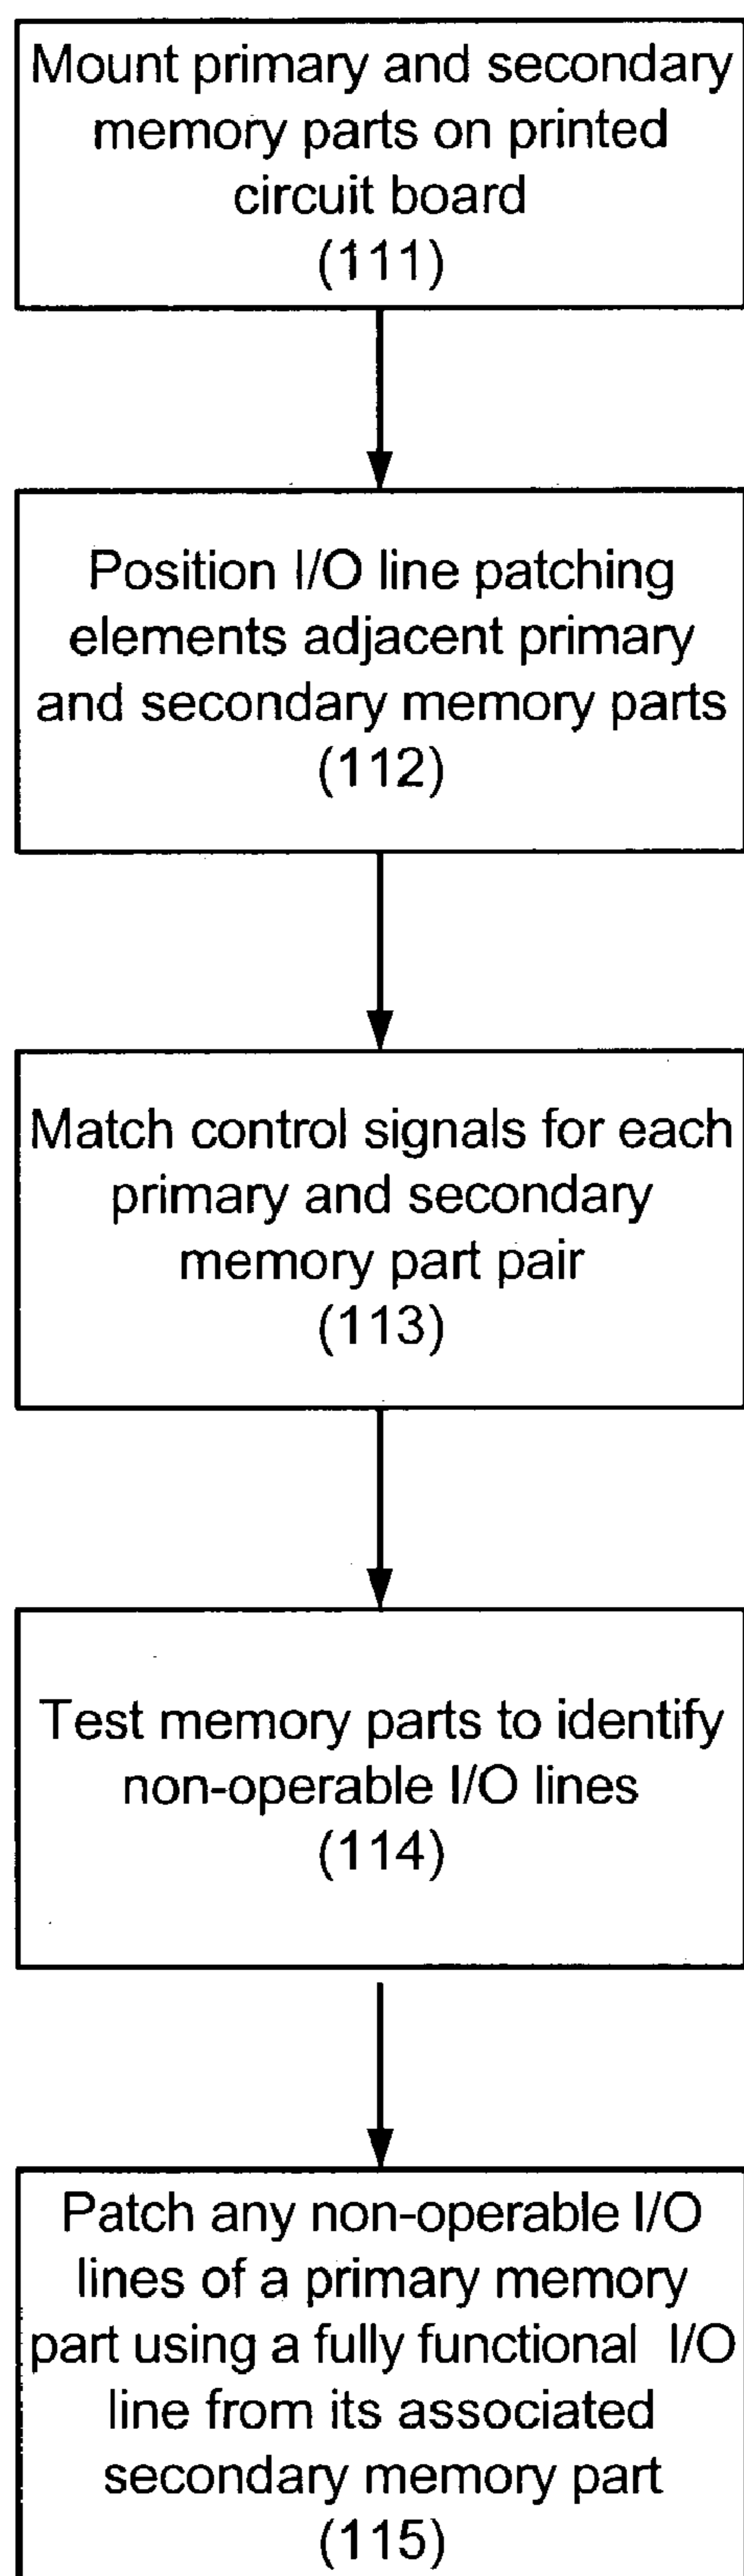 Mount primary and secondary
memory parts on printed
circuit board
(111)
Position I/O line patching
elements adjacent primary
and secondary memory parts
(112)
Match control signals for each
primary and secondary
memory part pair
(113)
Test memory parts to identify
non-operable I/O lines
(114)
Patch any non-operable I/O
lines of a primary memory
part using a fully functional I/O
line from its associated
secondary memory part
(115)